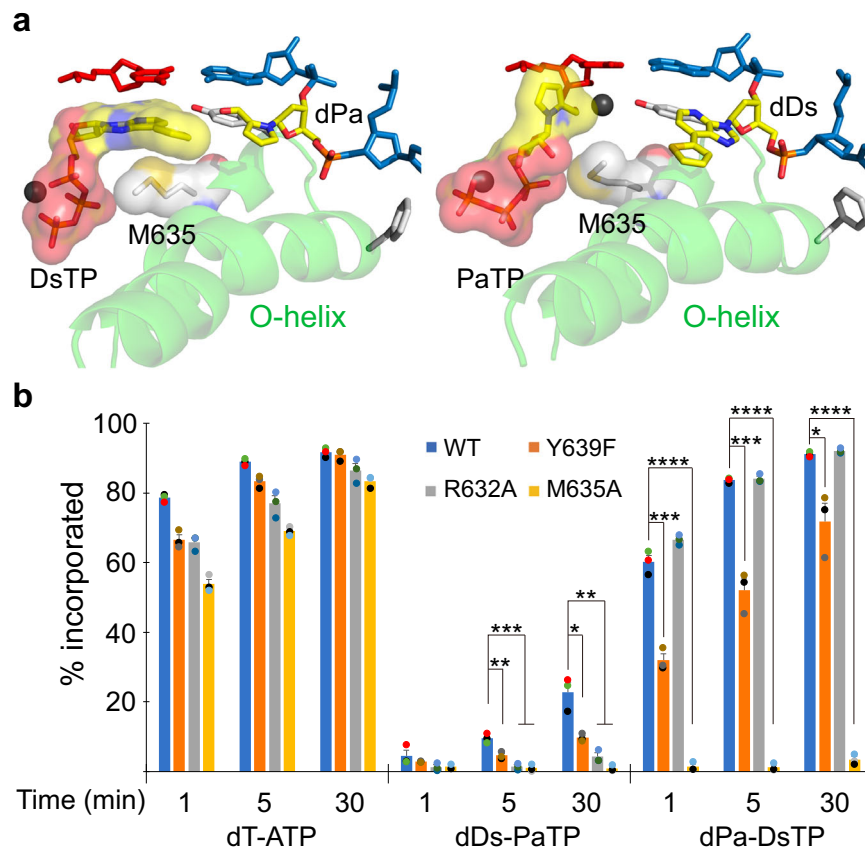 a
dPa
dDs
M635
M635
DsTP
PaTP
O-helix
O-helix
b
% incorporated
100
80
60
40
20
WT
Y639F
R632A
M635A
***
**
**
*
****
***
****
***
****
*
Time (min)
1 5 30 1 5 30 1 5 30
dT-ATP dDs-PaTP dPa-DsTP